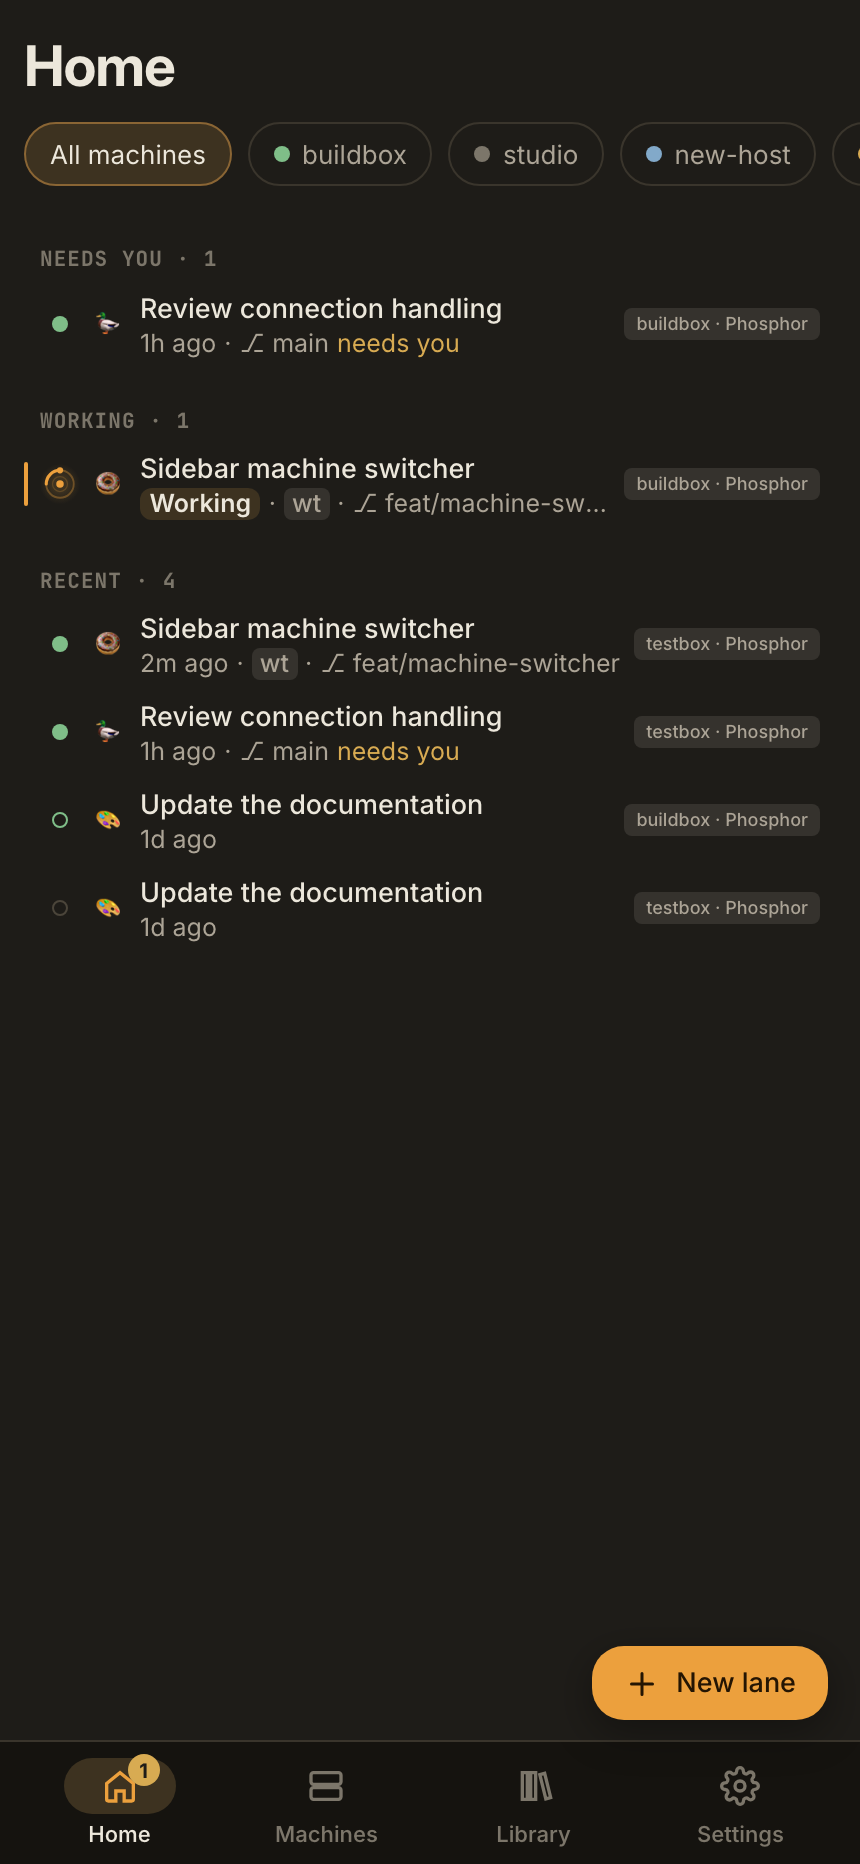 Home
All machines buildbox studio new-host
NEEDS YOU · 1
Review connection handling
1h ago · ⎇ main needs you
buildbox · Phosphor
WORKING · 1
Sidebar machine switcher
Working · wt · ⎇ feat/machine-sw...
buildbox · Phosphor
RECENT · 4
Sidebar machine switcher
2m ago · wt · ⎇ feat/machine-switcher
testbox · Phosphor
Review connection handling
1h ago · ⎇ main needs you
testbox · Phosphor
Update the documentation
1d ago
buildbox · Phosphor
Update the documentation
1d ago
testbox · Phosphor
+ New lane
1
Home Machines Library Settings